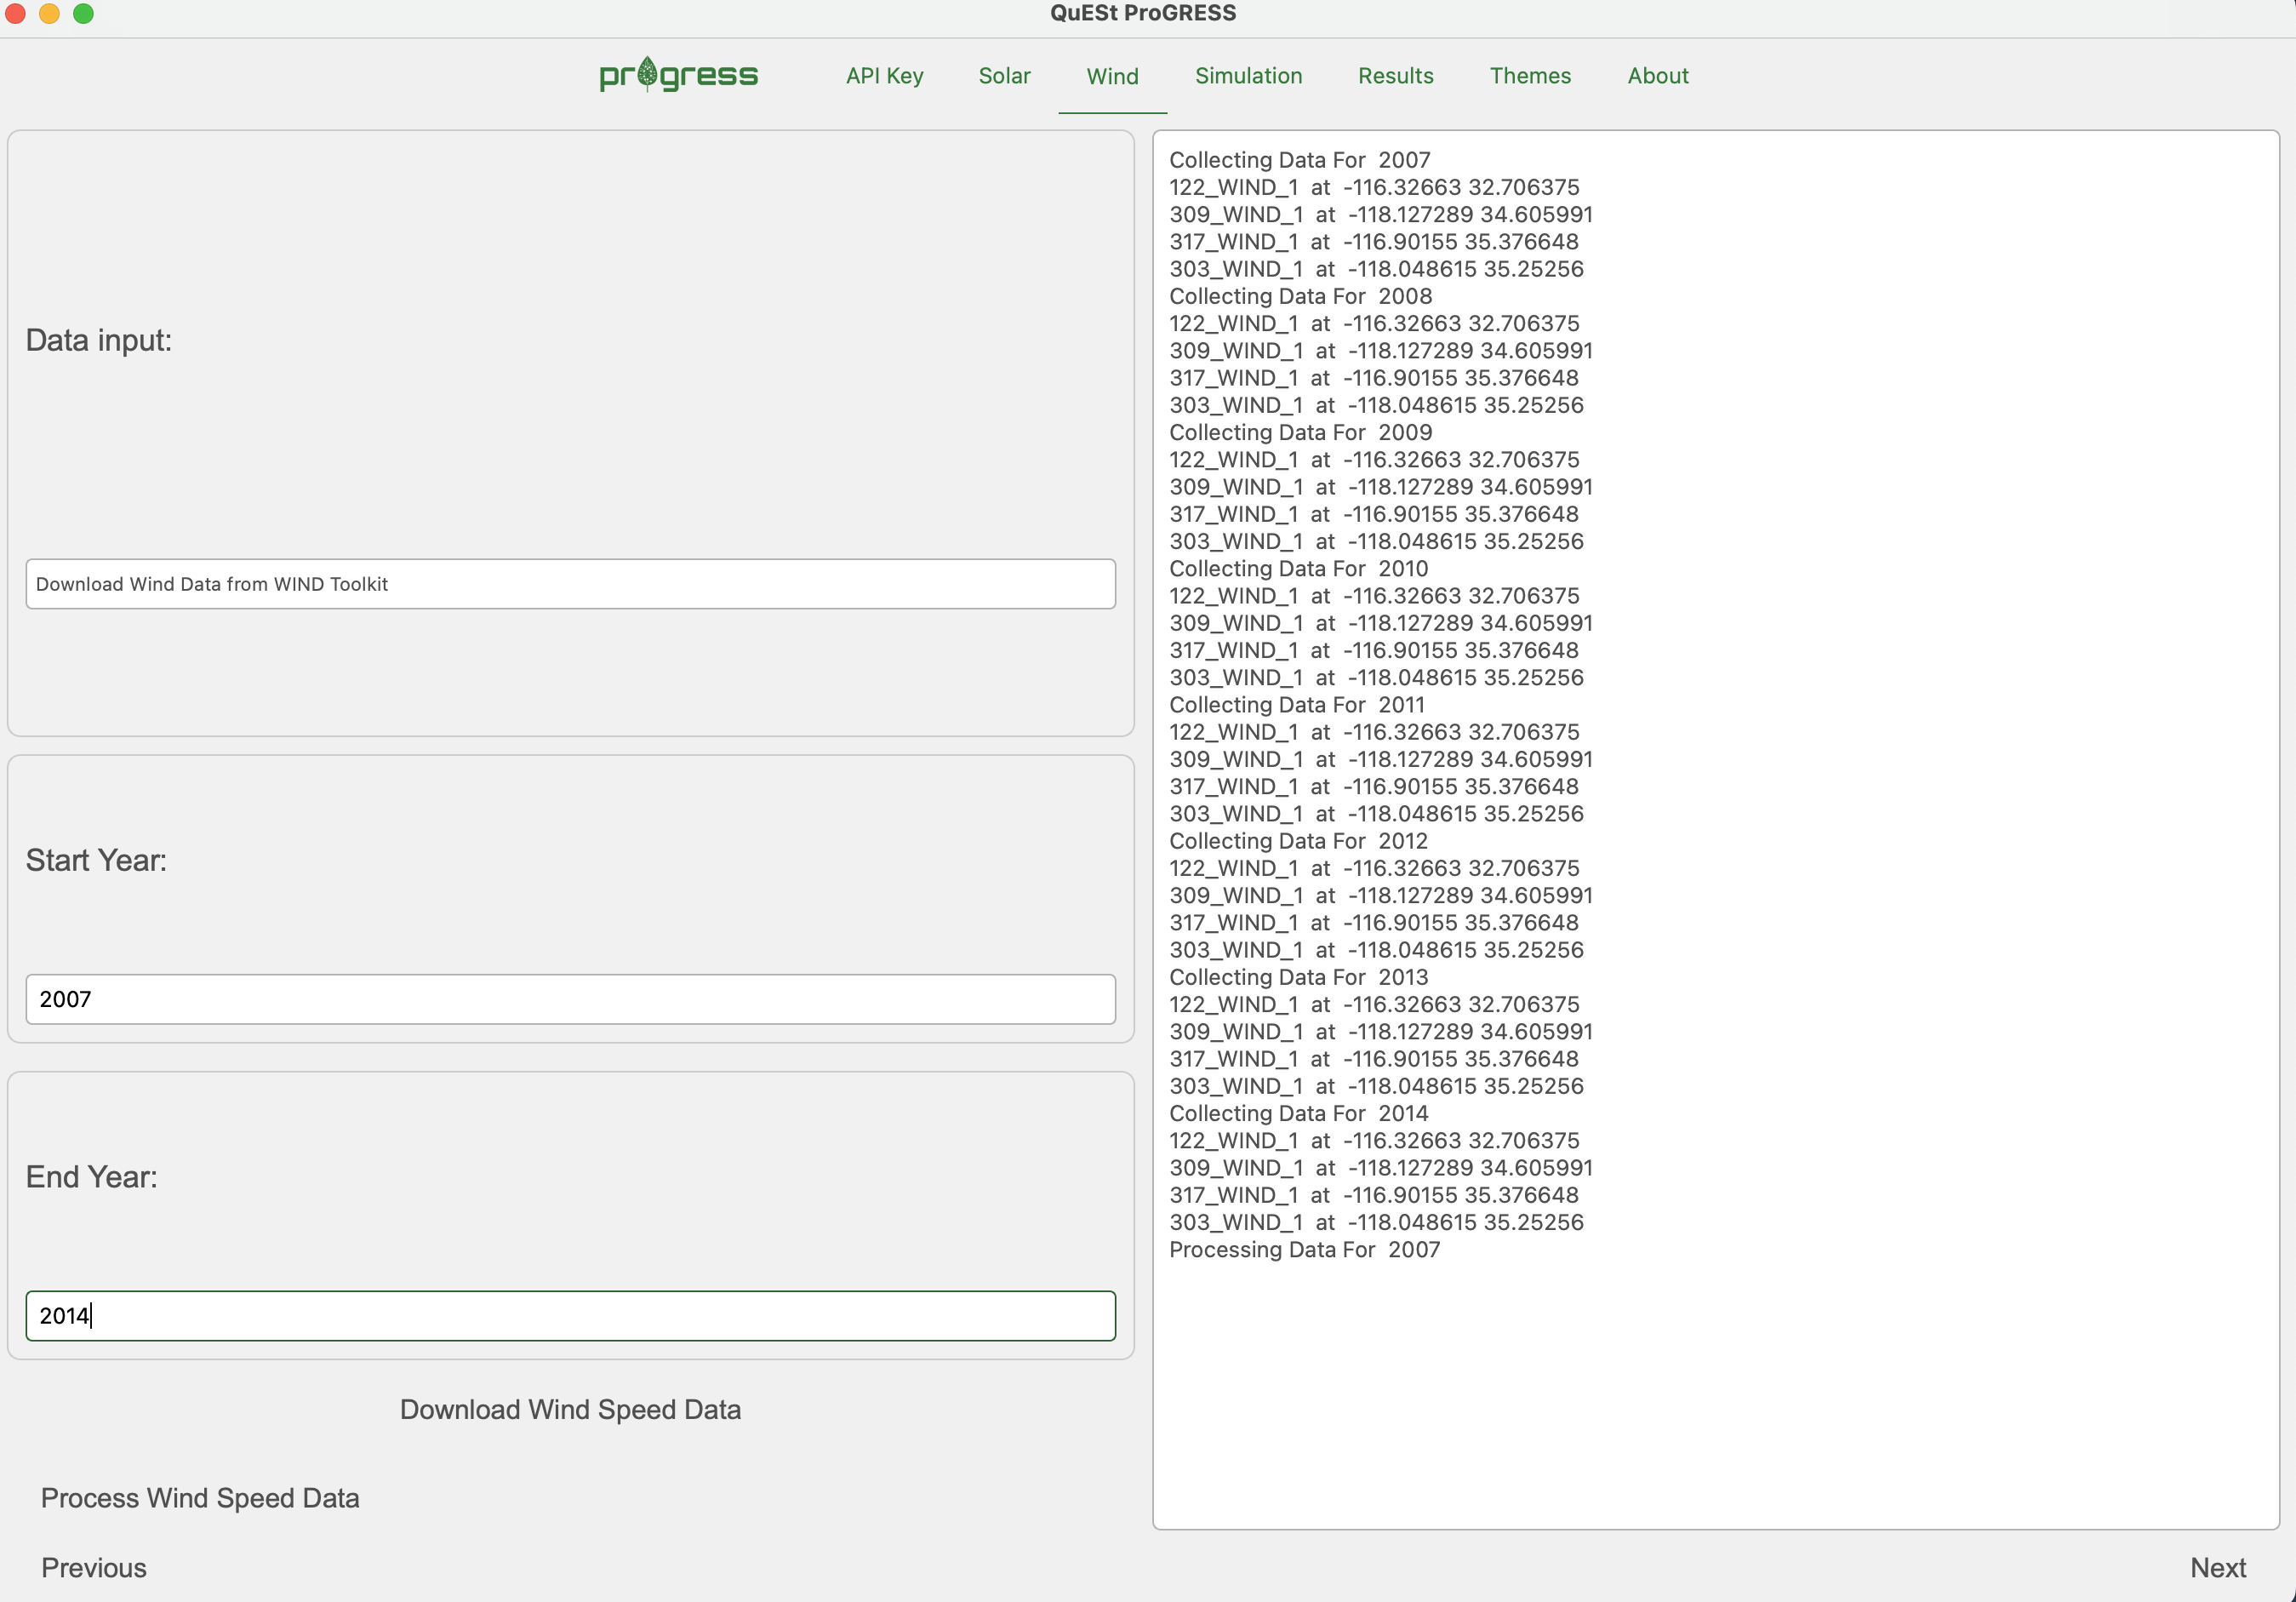 QuESt ProGRESS
progress
API Key
Solar
Wind
Simulation
Results
Themes
About
Data input:
Download Wind Data from WIND Toolkit
Start Year:
2007
End Year:
2014
Download Wind Speed Data
Process Wind Speed Data
Previous
Collecting Data For  2007
122_WIND_1  at  -116.32663 32.706375
309_WIND_1  at  -118.127289 34.605991
317_WIND_1  at  -116.90155 35.376648
303_WIND_1  at  -118.048615 35.25256
Collecting Data For  2008
122_WIND_1  at  -116.32663 32.706375
309_WIND_1  at  -118.127289 34.605991
317_WIND_1  at  -116.90155 35.376648
303_WIND_1  at  -118.048615 35.25256
Collecting Data For  2009
122_WIND_1  at  -116.32663 32.706375
309_WIND_1  at  -118.127289 34.605991
317_WIND_1  at  -116.90155 35.376648
303_WIND_1  at  -118.048615 35.25256
Collecting Data For  2010
122_WIND_1  at  -116.32663 32.706375
309_WIND_1  at  -118.127289 34.605991
317_WIND_1  at  -116.90155 35.376648
303_WIND_1  at  -118.048615 35.25256
Collecting Data For  2011
122_WIND_1  at  -116.32663 32.706375
309_WIND_1  at  -118.127289 34.605991
317_WIND_1  at  -116.90155 35.376648
303_WIND_1  at  -118.048615 35.25256
Collecting Data For  2012
122_WIND_1  at  -116.32663 32.706375
309_WIND_1  at  -118.127289 34.605991
317_WIND_1  at  -116.90155 35.376648
303_WIND_1  at  -118.048615 35.25256
Collecting Data For  2013
122_WIND_1  at  -116.32663 32.706375
309_WIND_1  at  -118.127289 34.605991
317_WIND_1  at  -116.90155 35.376648
303_WIND_1  at  -118.048615 35.25256
Collecting Data For  2014
122_WIND_1  at  -116.32663 32.706375
309_WIND_1  at  -118.127289 34.605991
317_WIND_1  at  -116.90155 35.376648
303_WIND_1  at  -118.048615 35.25256
Processing Data For  2007
Next